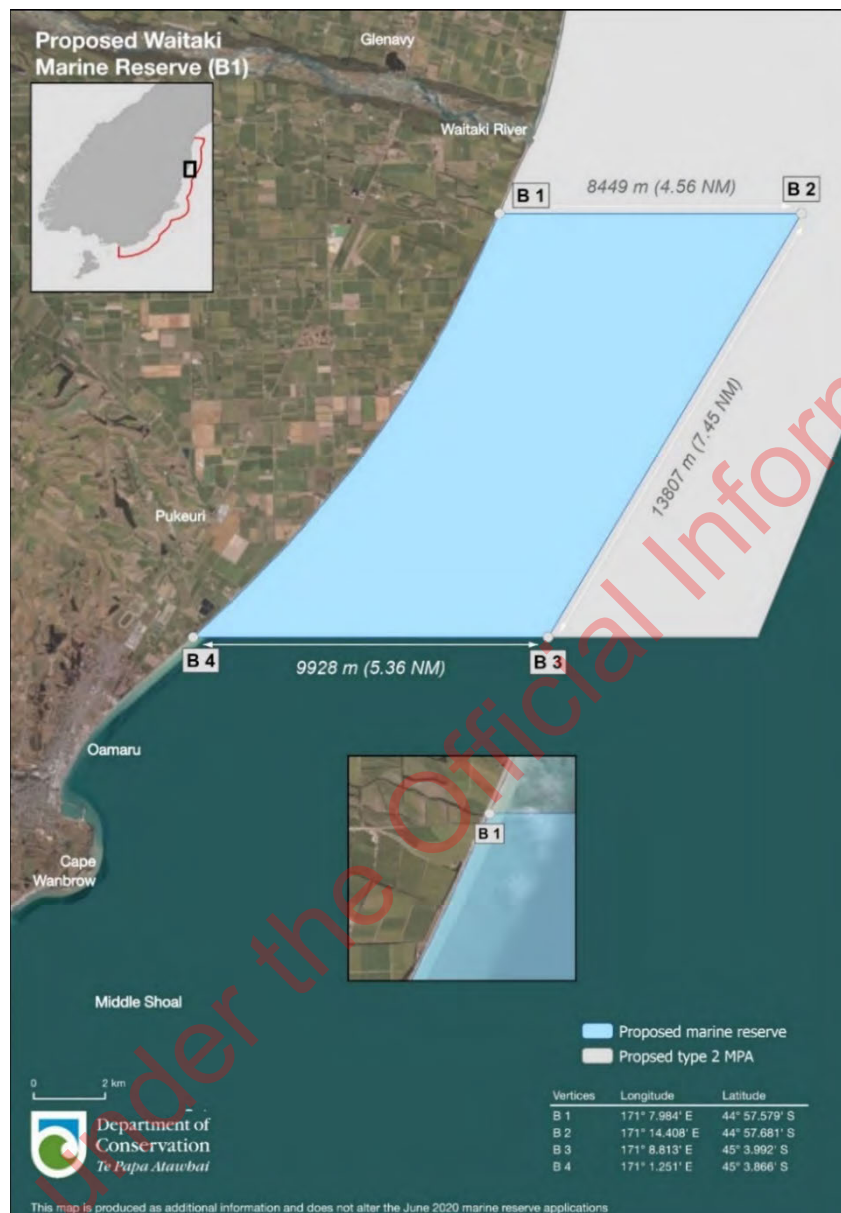 Proposed Waitaki
Marine Reserve (B1)
Glenavy
Waitaki River
B 1
8449 m (4.56 NM)
B 2
13807 m (7.45 NM)
Pukeuri
B 4
9928 m (5.36 NM)
B 3
Oamaru
B 1
Cape
Wanbrow
Middle Shoal
Proposed marine reserve
Propsed type 2 MPA
0 2 km
Department of
Conservation
Te Papa Atawhai
Vertices Longitude Latitude
B 1 171° 7.984' E 44° 57.579' S
B 2 171° 14.408' E 44° 57.681' S
B 3 171° 8.813' E 45° 3.992' S
B 4 171° 1.251' E 45° 3.866' S
This map is produced as additional information and does not alter the June 2020 marine reserve applications
under the Official Inform